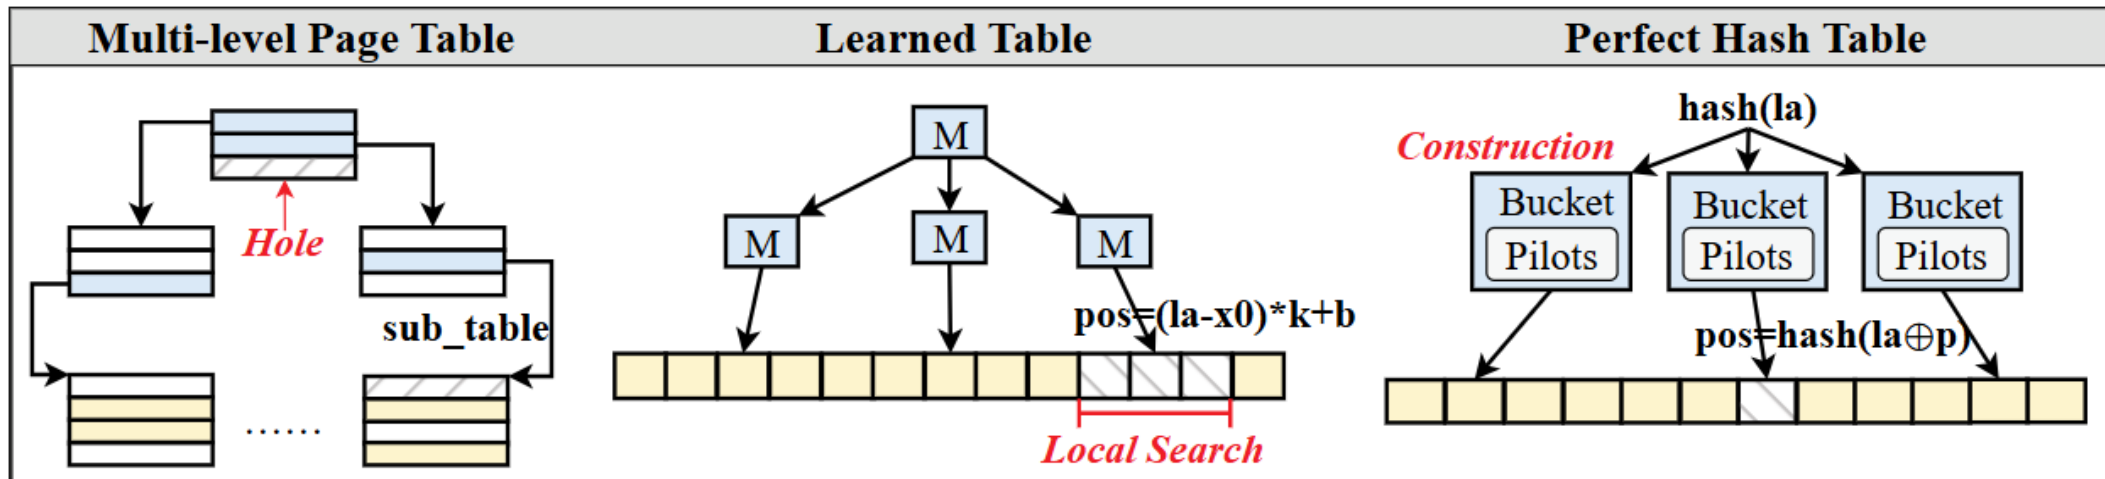 Multi-level Page Table
Learned Table
Perfect Hash Table
Hole
sub_table
......
M
M
M
M
pos=(la-x0)*k+b
Local Search
hash(la)
Construction
Bucket
Pilots
Bucket
Pilots
Bucket
Pilots
pos=hash(la⊕p)